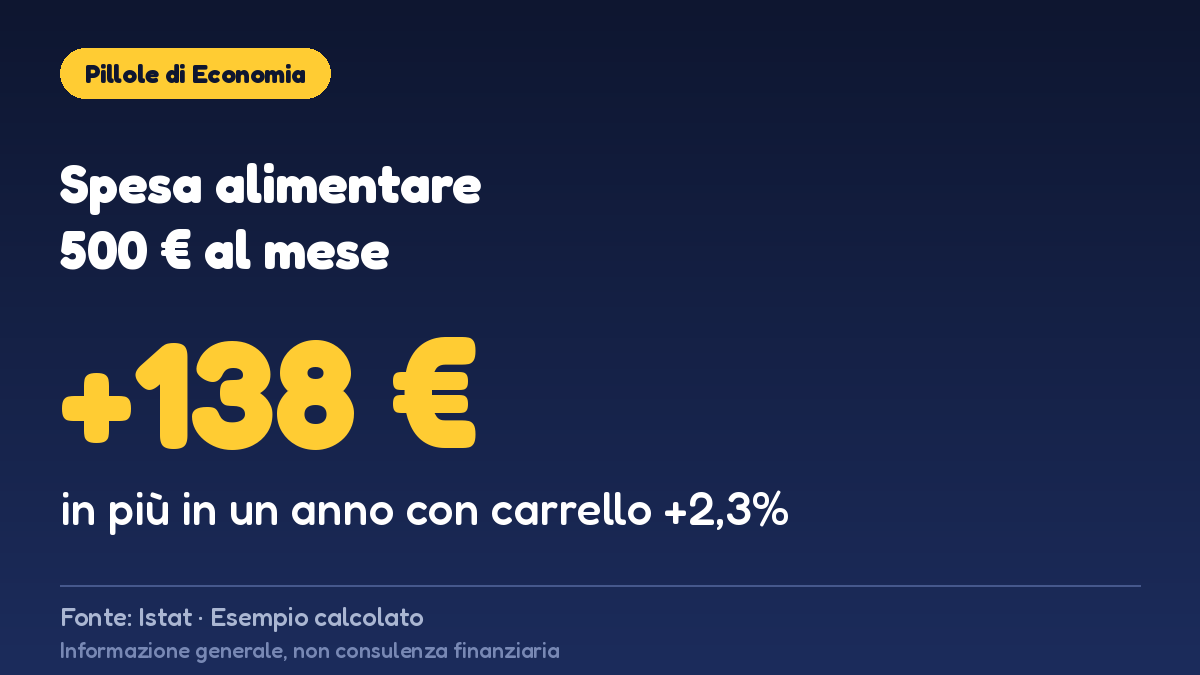 Pillole di Economia
Spesa alimentare
500 € al mese
+138 €
in più in un anno con carrello +2,3%
Fonte: Istat · Esempio calcolato
Informazione generale, non consulenza finanziaria